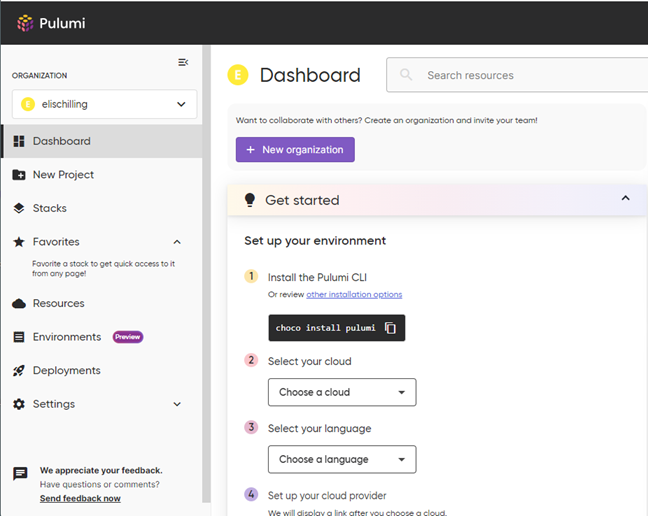 Pulumi
ORGANIZATION
E elischilling
Dashboard
New Project
Stacks
Favorites
Favorite a stack to get quick access to it
from any page!
Resources
Environments Preview
Deployments
Settings
We appreciate your feedback.
Have questions or comments?
Send feedback now
E Dashboard
Search resources
Want to collaborate with others? Create an organization and invite your team!
+ New organization
Get started
Set up your environment
1 Install the Pulumi CLI
Or review other installation options
choco install pulumi
2 Select your cloud
Choose a cloud
3 Select your language
Choose a language
4 Set up your cloud provider
We will display a link after you choose a cloud.